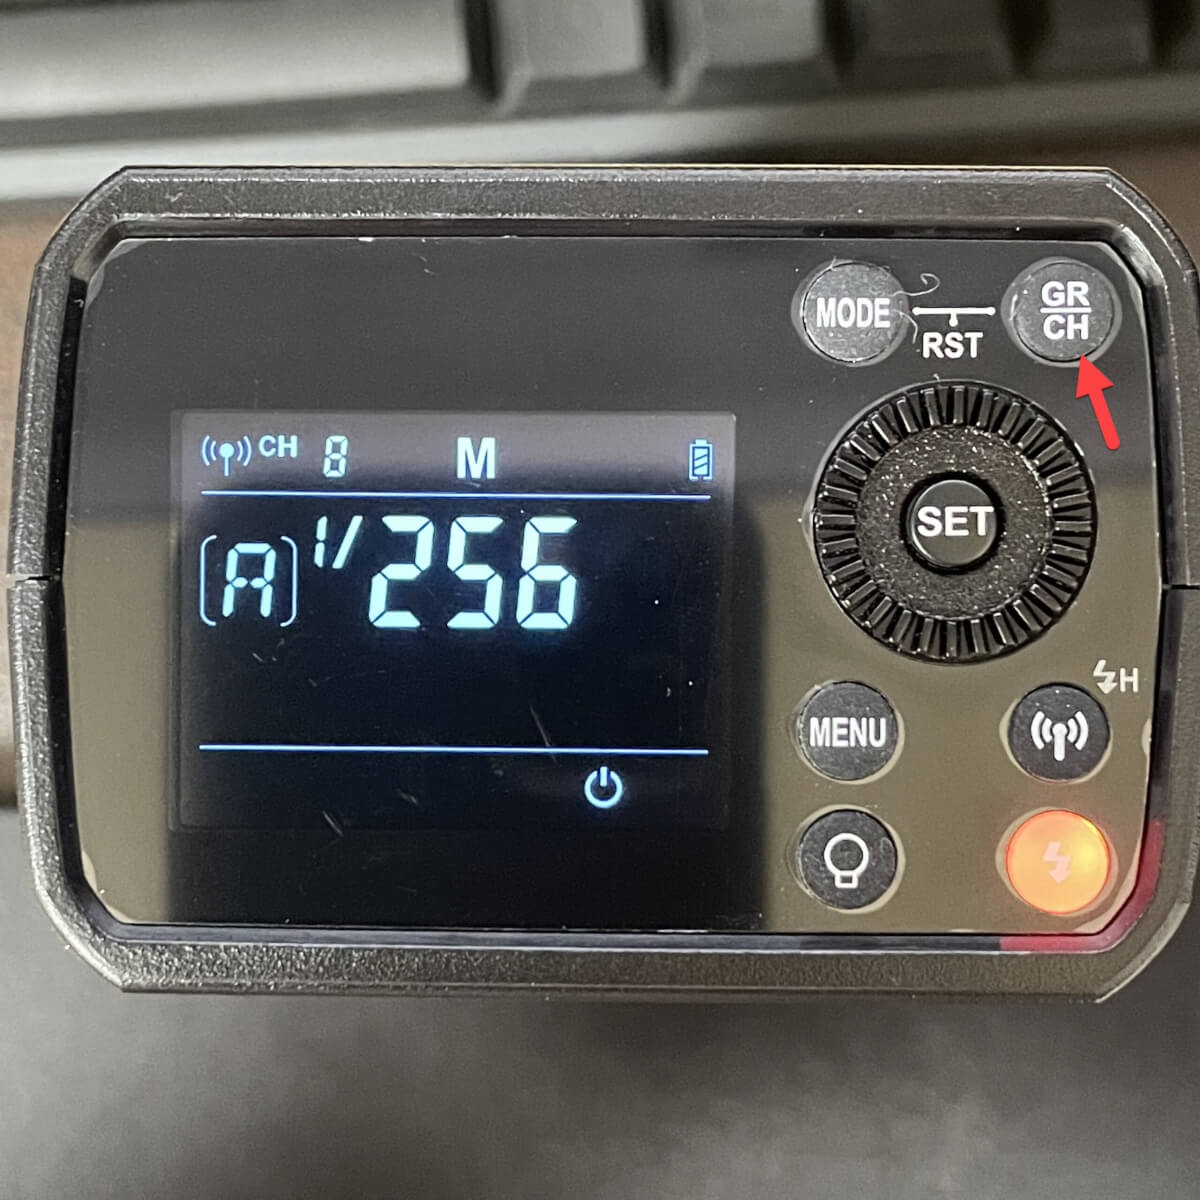 MODE
RST
GR
CH
CH 8 M
[A] 1/256
SET
H
MENU